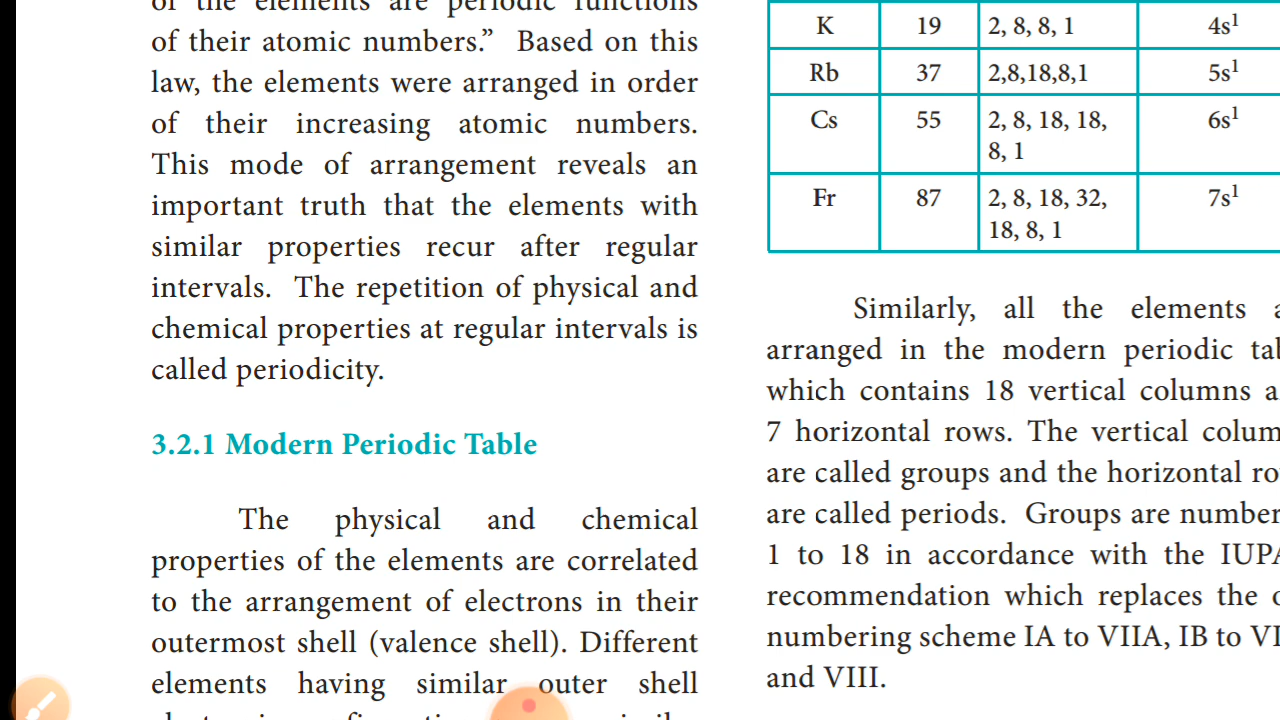 of the elements are periodic functions
of their atomic numbers.” Based on this
law, the elements were arranged in order
of their increasing atomic numbers.
This mode of arrangement reveals an
important truth that the elements with
similar properties recur after regular
intervals. The repetition of physical and
chemical properties at regular intervals is
called periodicity.
3.2.1 Modern Periodic Table
The physical and chemical
properties of the elements are correlated
to the arrangement of electrons in their
outermost shell (valence shell). Different
elements having similar outer shell
K 19 2, 8, 8, 1 4s¹
Rb 37 2,8,18,8,1 5s¹
Cs 55 2, 8, 18, 18, 6s¹
8, 1
Fr 87 2, 8, 18, 32, 7s¹
18, 8, 1
Similarly, all the elements
arranged in the modern periodic
which contains 18 vertical columns
7 horizontal rows. The vertical
are called groups and the horizontal
are called periods. Groups are
1 to 18 in accordance with the
recommendation which replaces the
numbering scheme IA to VIIA, IB to
and VIII.